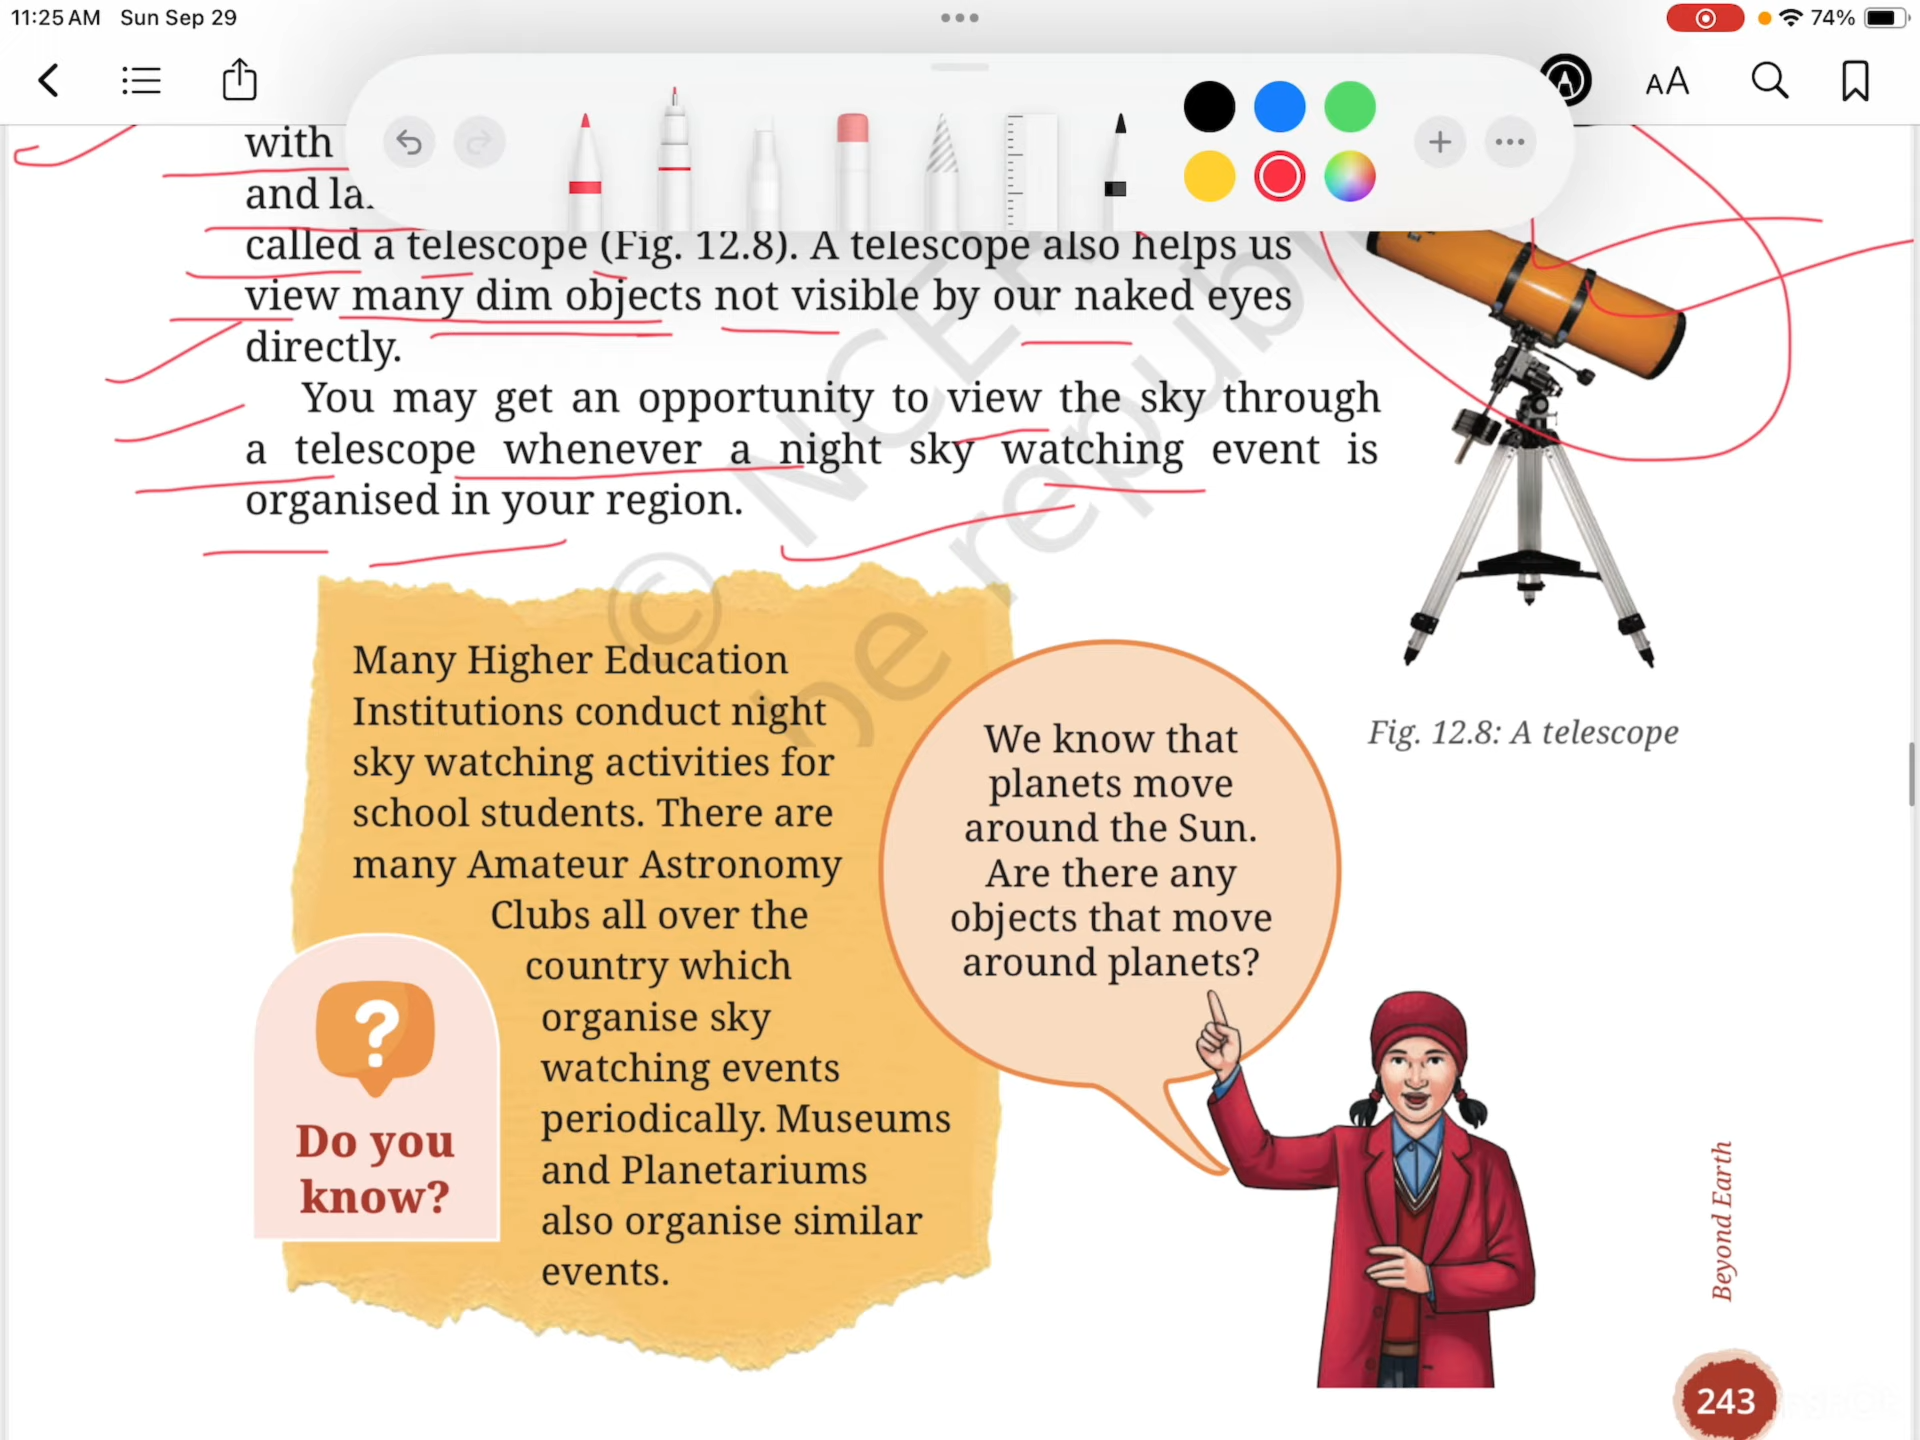 11:25 AM Sun Sep 29
74%
AA
with
and la
called a telescope (Fig. 12.8). A telescope also helps us
view many dim objects not visible by our naked eyes
directly.
You may get an opportunity to view the sky through
a telescope whenever a night sky watching event is
organised in your region.
© NCERT
be republ
Fig. 12.8: A telescope
Many Higher Education
Institutions conduct night
sky watching activities for
school students. There are
many Amateur Astronomy
Clubs all over the
country which
organise sky
watching events
periodically. Museums
and Planetariums
also organise similar
events.
?
Do you
know?
We know that
planets move
around the Sun.
Are there any
objects that move
around planets?
Beyond Earth
243